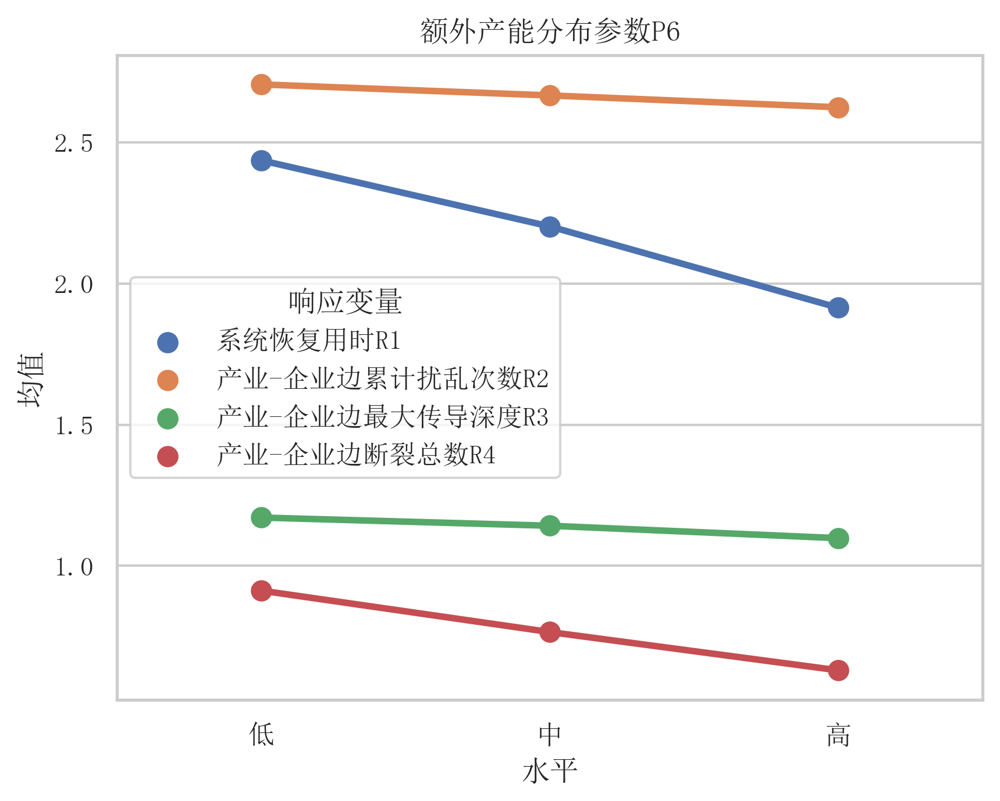 额外产能分布参数P6
均值
2.5
2.0
1.5
1.0
响应变量
系统恢复用时R1
产业-企业边累计扰乱次数R2
产业-企业边最大传导深度R3
产业-企业边断裂总数R4
低
中
高
水平